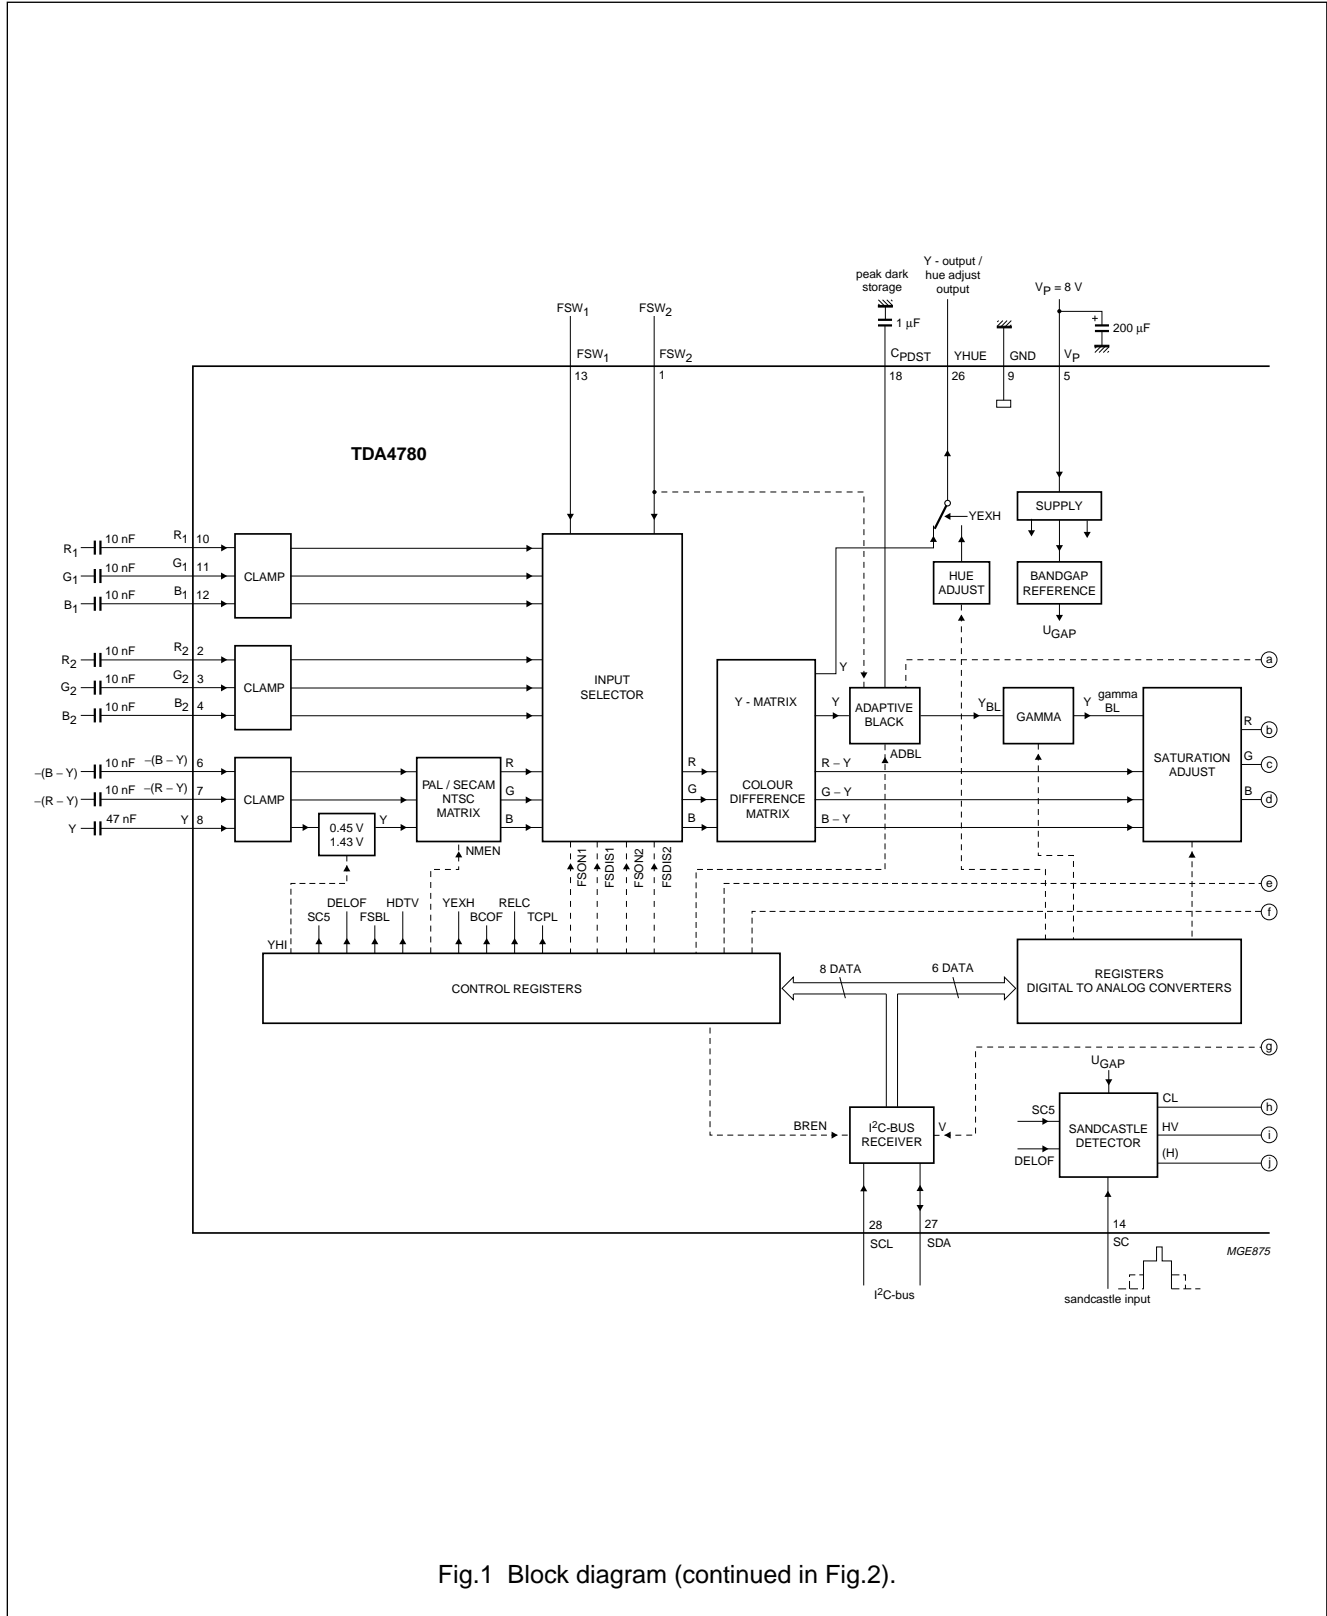 Y - output /
hue adjust
output
peak dark
storage
VP = 8 V
FSW1
FSW2
1 µF
+
200 µF
FSW1
FSW2
CPDST
YHUE
GND
VP
13
1
18
26
9
5
TDA4780
SUPPLY
YEXH
R1
10 nF
R1
10
G1
10 nF
G1
11
B1
10 nF
B1
12
CLAMP
HUE
ADJUST
BANDGAP
REFERENCE
UGAP
R2
10 nF
R2
2
G2
10 nF
G2
3
B2
10 nF
B2
4
CLAMP
INPUT
SELECTOR
Y
Y
Y - MATRIX
COLOUR
DIFFERENCE
MATRIX
ADAPTIVE
BLACK
ADBL
YBL
GAMMA
Y
gamma
BL
SATURATION
ADJUST
a
R
b
G
c
B
d
−(B − Y)
10 nF
−(B − Y)
6
−(R − Y)
10 nF
−(R − Y)
7
Y
47 nF
Y
8
CLAMP
0.45 V
1.43 V
Y
PAL / SECAM
NTSC
MATRIX
NMEN
R
G
B
R
G
B
R − Y
G − Y
B − Y
FSON1
FSDIS1
FSON2
FSDIS2
e
f
YHI
SC5
DELOF
FSBL
HDTV
YEXH
BCOF
RELC
TCPL
CONTROL REGISTERS
8 DATA
6 DATA
REGISTERS
DIGITAL TO ANALOG CONVERTERS
g
UGAP
BREN
I2C-BUS
RECEIVER
V
SC5
DELOF
SANDCASTLE
DETECTOR
CL
h
HV
i
(H)
j
28
27
14
SCL
SDA
SC
MGE875
I2C-bus
sandcastle input
Fig.1 Block diagram (continued in Fig.2).